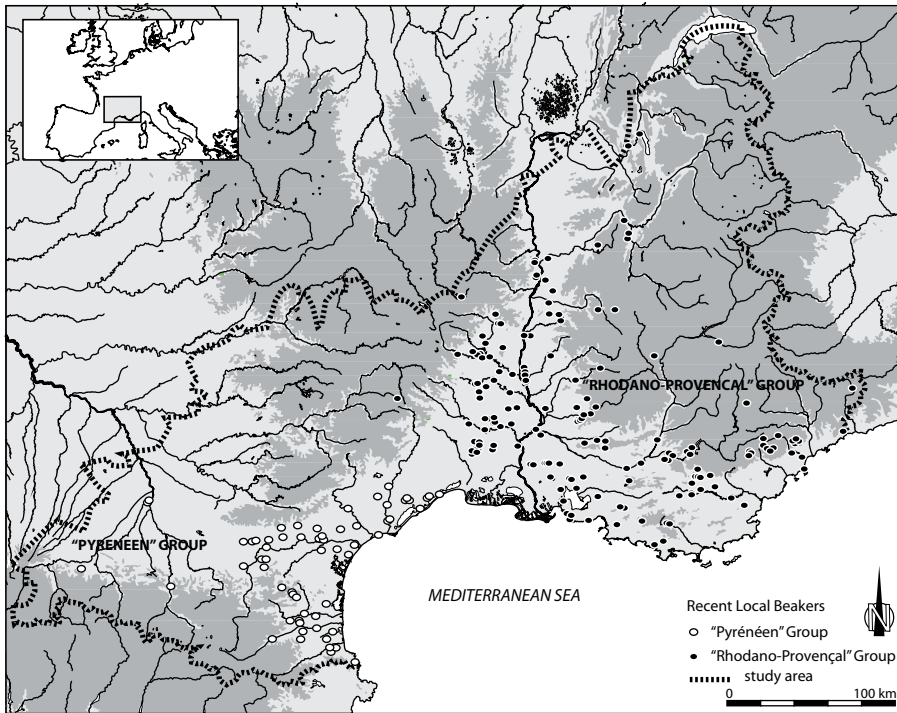 "RHODANO-PROVENCAL" GROUP
"PYRENEEN" GROUP
MEDITERRANEAN SEA
Recent Local Beakers
"Pyrénéen" Group
"Rhodano-Provençal" Group
study area
N
0 100 km